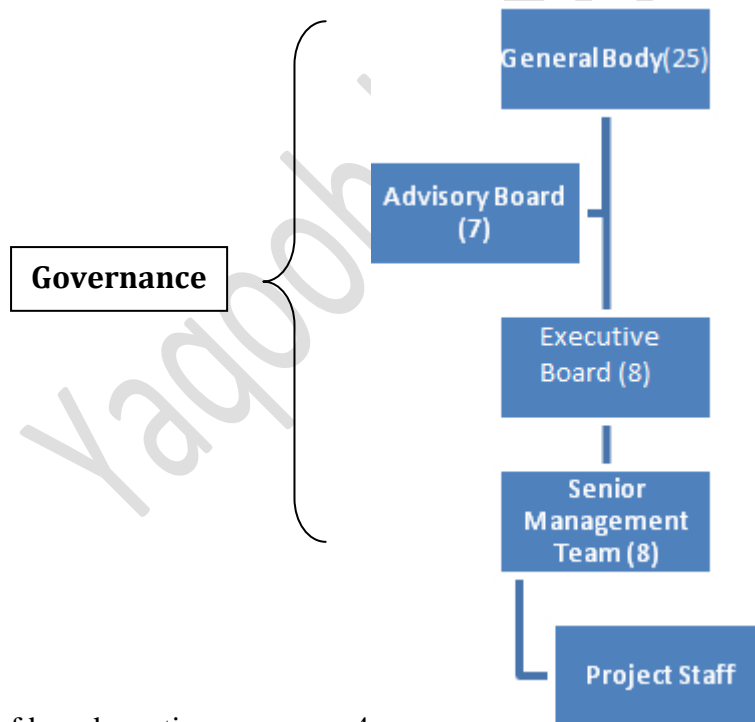 General Body(25)
Advisory Board
(7)
Governance
Executive
Board (8)
Senior
Management
Team (8)
Project Staff